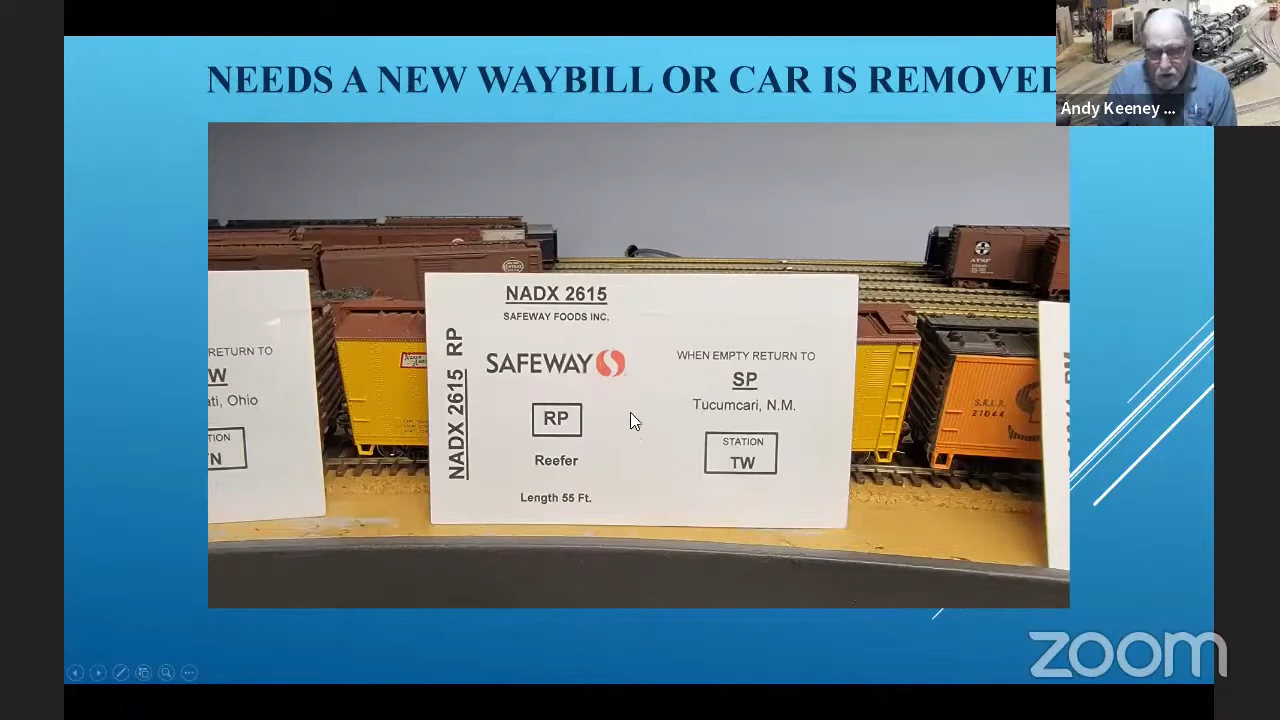 NEEDS A NEW WAYBILL OR CAR IS REMOVED
Andy Keeney ...
NADX 2615
SAFEWAY FOODS INC.
NADX 2615 RP
SAFEWAY
RP
Reefer
Length 55 Ft.
WHEN EMPTY RETURN TO
SP
Tucumcari, N.M.
STATION
TW
RETURN TO
W
ati, Ohio
TION
N
21044
zoom